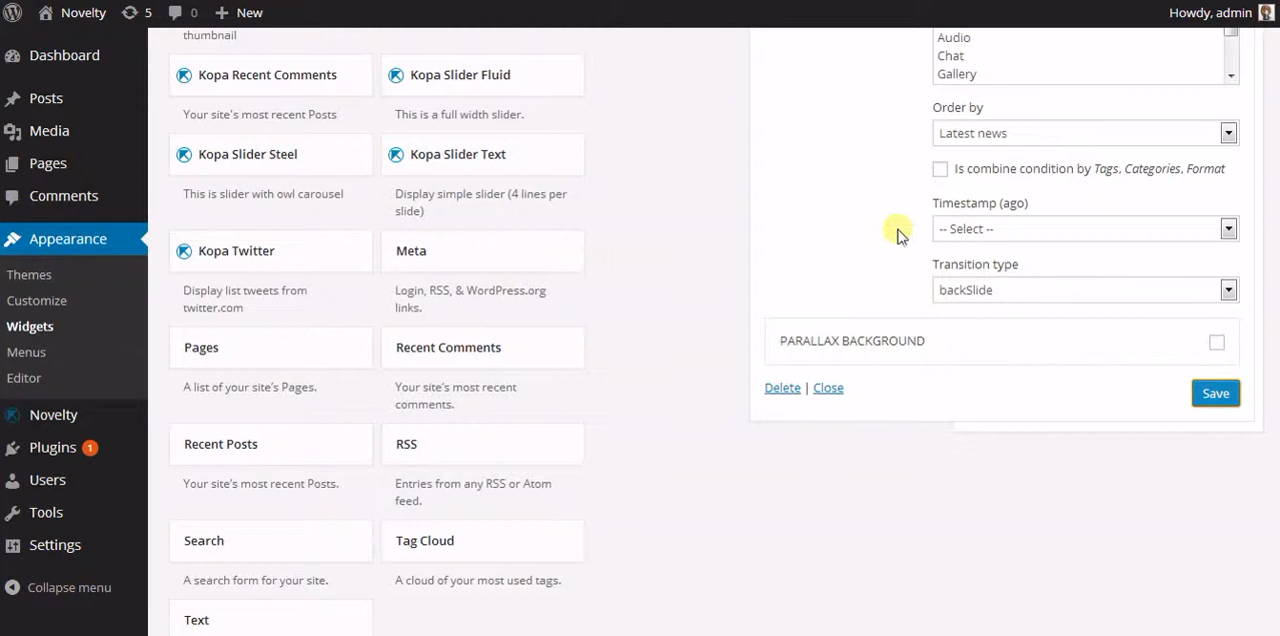 Novelty
5
0
New
Howdy, admin
Dashboard
Posts
Media
Pages
Comments
Appearance
Themes
Customize
Widgets
Menus
Editor
Novelty
Plugins 1
Users
Tools
Settings
Collapse menu
thumbnail
Kopa Recent Comments
Your site's most recent Posts
Kopa Slider Fluid
This is a full width slider.
Kopa Slider Steel
This is slider with owl carousel
Kopa Slider Text
Display simple slider (4 lines per
slide)
Kopa Twitter
Display list tweets from
twitter.com
Meta
Login, RSS, & WordPress.org
links.
Pages
A list of your site's Pages.
Recent Comments
Your site's most recent
comments.
Recent Posts
Your site's most recent Posts.
RSS
Entries from any RSS or Atom
feed.
Search
A search form for your site.
Tag Cloud
A cloud of your most used tags.
Text
Audio
Chat
Gallery
Order by
Latest news
Is combine condition by Tags, Categories, Format
Timestamp (ago)
-- Select --
Transition type
backSlide
PARALLAX BACKGROUND
Delete | Close
Save